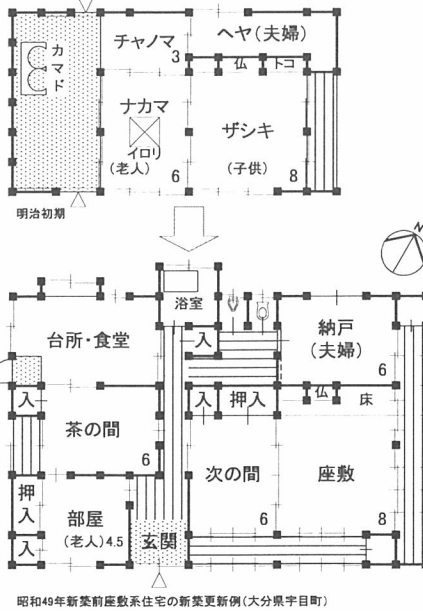 チャノマ
3
ヘヤ(夫婦)
カマド
仏
トコ
ナカマ
イロリ
(老人)
6
ザシキ
(子供)
8
明治初期
N
浴室
台所・食堂
入
納戸
(夫婦)
6
入
入
押入
仏
床
茶の間
6
次の間
6
座敷
8
押入
部屋
(老人)4.5
入
玄関
昭和49年新築前座敷系住宅の新築更新例(大分県宇目町)